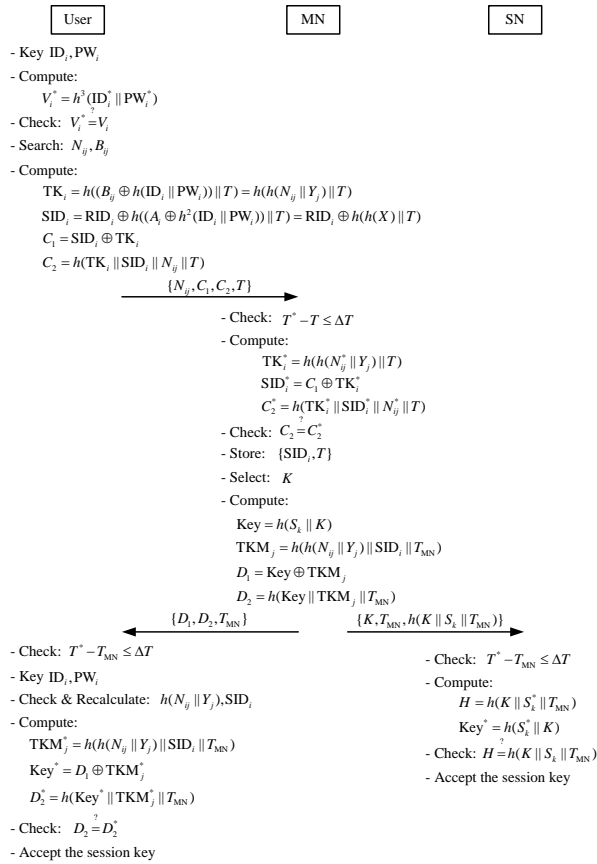 User MN SN
- Key ID_i, PW_i
- Compute:
V_i^* = h^3(ID_i^* || PW_i^*)
- Check: V_i^* =? V_i
- Search: N_ij, B_ij
- Compute:
TK_i = h((B_ij ⊕ h(ID_i || PW_i)) || T) = h(h(N_ij || Y_j) || T)
SID_i = RID_i ⊕ h((A_i ⊕ h^2(ID_i || PW_i)) || T) = RID_i ⊕ h(h(X) || T)
C_1 = SID_i ⊕ TK_i
C_2 = h(TK_i || SID_i || N_ij || T)
{N_ij, C_1, C_2, T}
- Check: T^* − T ≤ ΔT
- Compute:
TK_i^* = h(h(N_ij^* || Y_j) || T)
SID_i^* = C_1 ⊕ TK_i^*
C_2^* = h(TK_i^* || SID_i^* || N_ij^* || T)
- Check: C_2 =? C_2^*
- Store: {SID_i, T}
- Select: K
- Compute:
Key = h(S_k || K)
TKM_j = h(h(N_ij || Y_j) || SID_i || T_MN)
D_1 = Key ⊕ TKM_j
D_2 = h(Key || TKM_j || T_MN)
{D_1, D_2, T_MN} {K, T_MN, h(K || S_k || T_MN)}
- Check: T^* − T_MN ≤ ΔT
- Key ID_i, PW_i
- Check & Recalculate: h(N_ij || Y_j), SID_i
- Compute:
TKM_j^* = h(h(N_ij || Y_j) || SID_i || T_MN)
Key^* = D_1 ⊕ TKM_j^*
D_2^* = h(Key^* || TKM_j^* || T_MN)
- Check: D_2 =? D_2^*
- Accept the session key
- Check: T^* − T_MN ≤ ΔT
- Compute:
H = h(K || S_k^* || T_MN)
Key^* = h(S_k^* || K)
- Check: H =? h(K || S_k || T_MN)
- Accept the session key